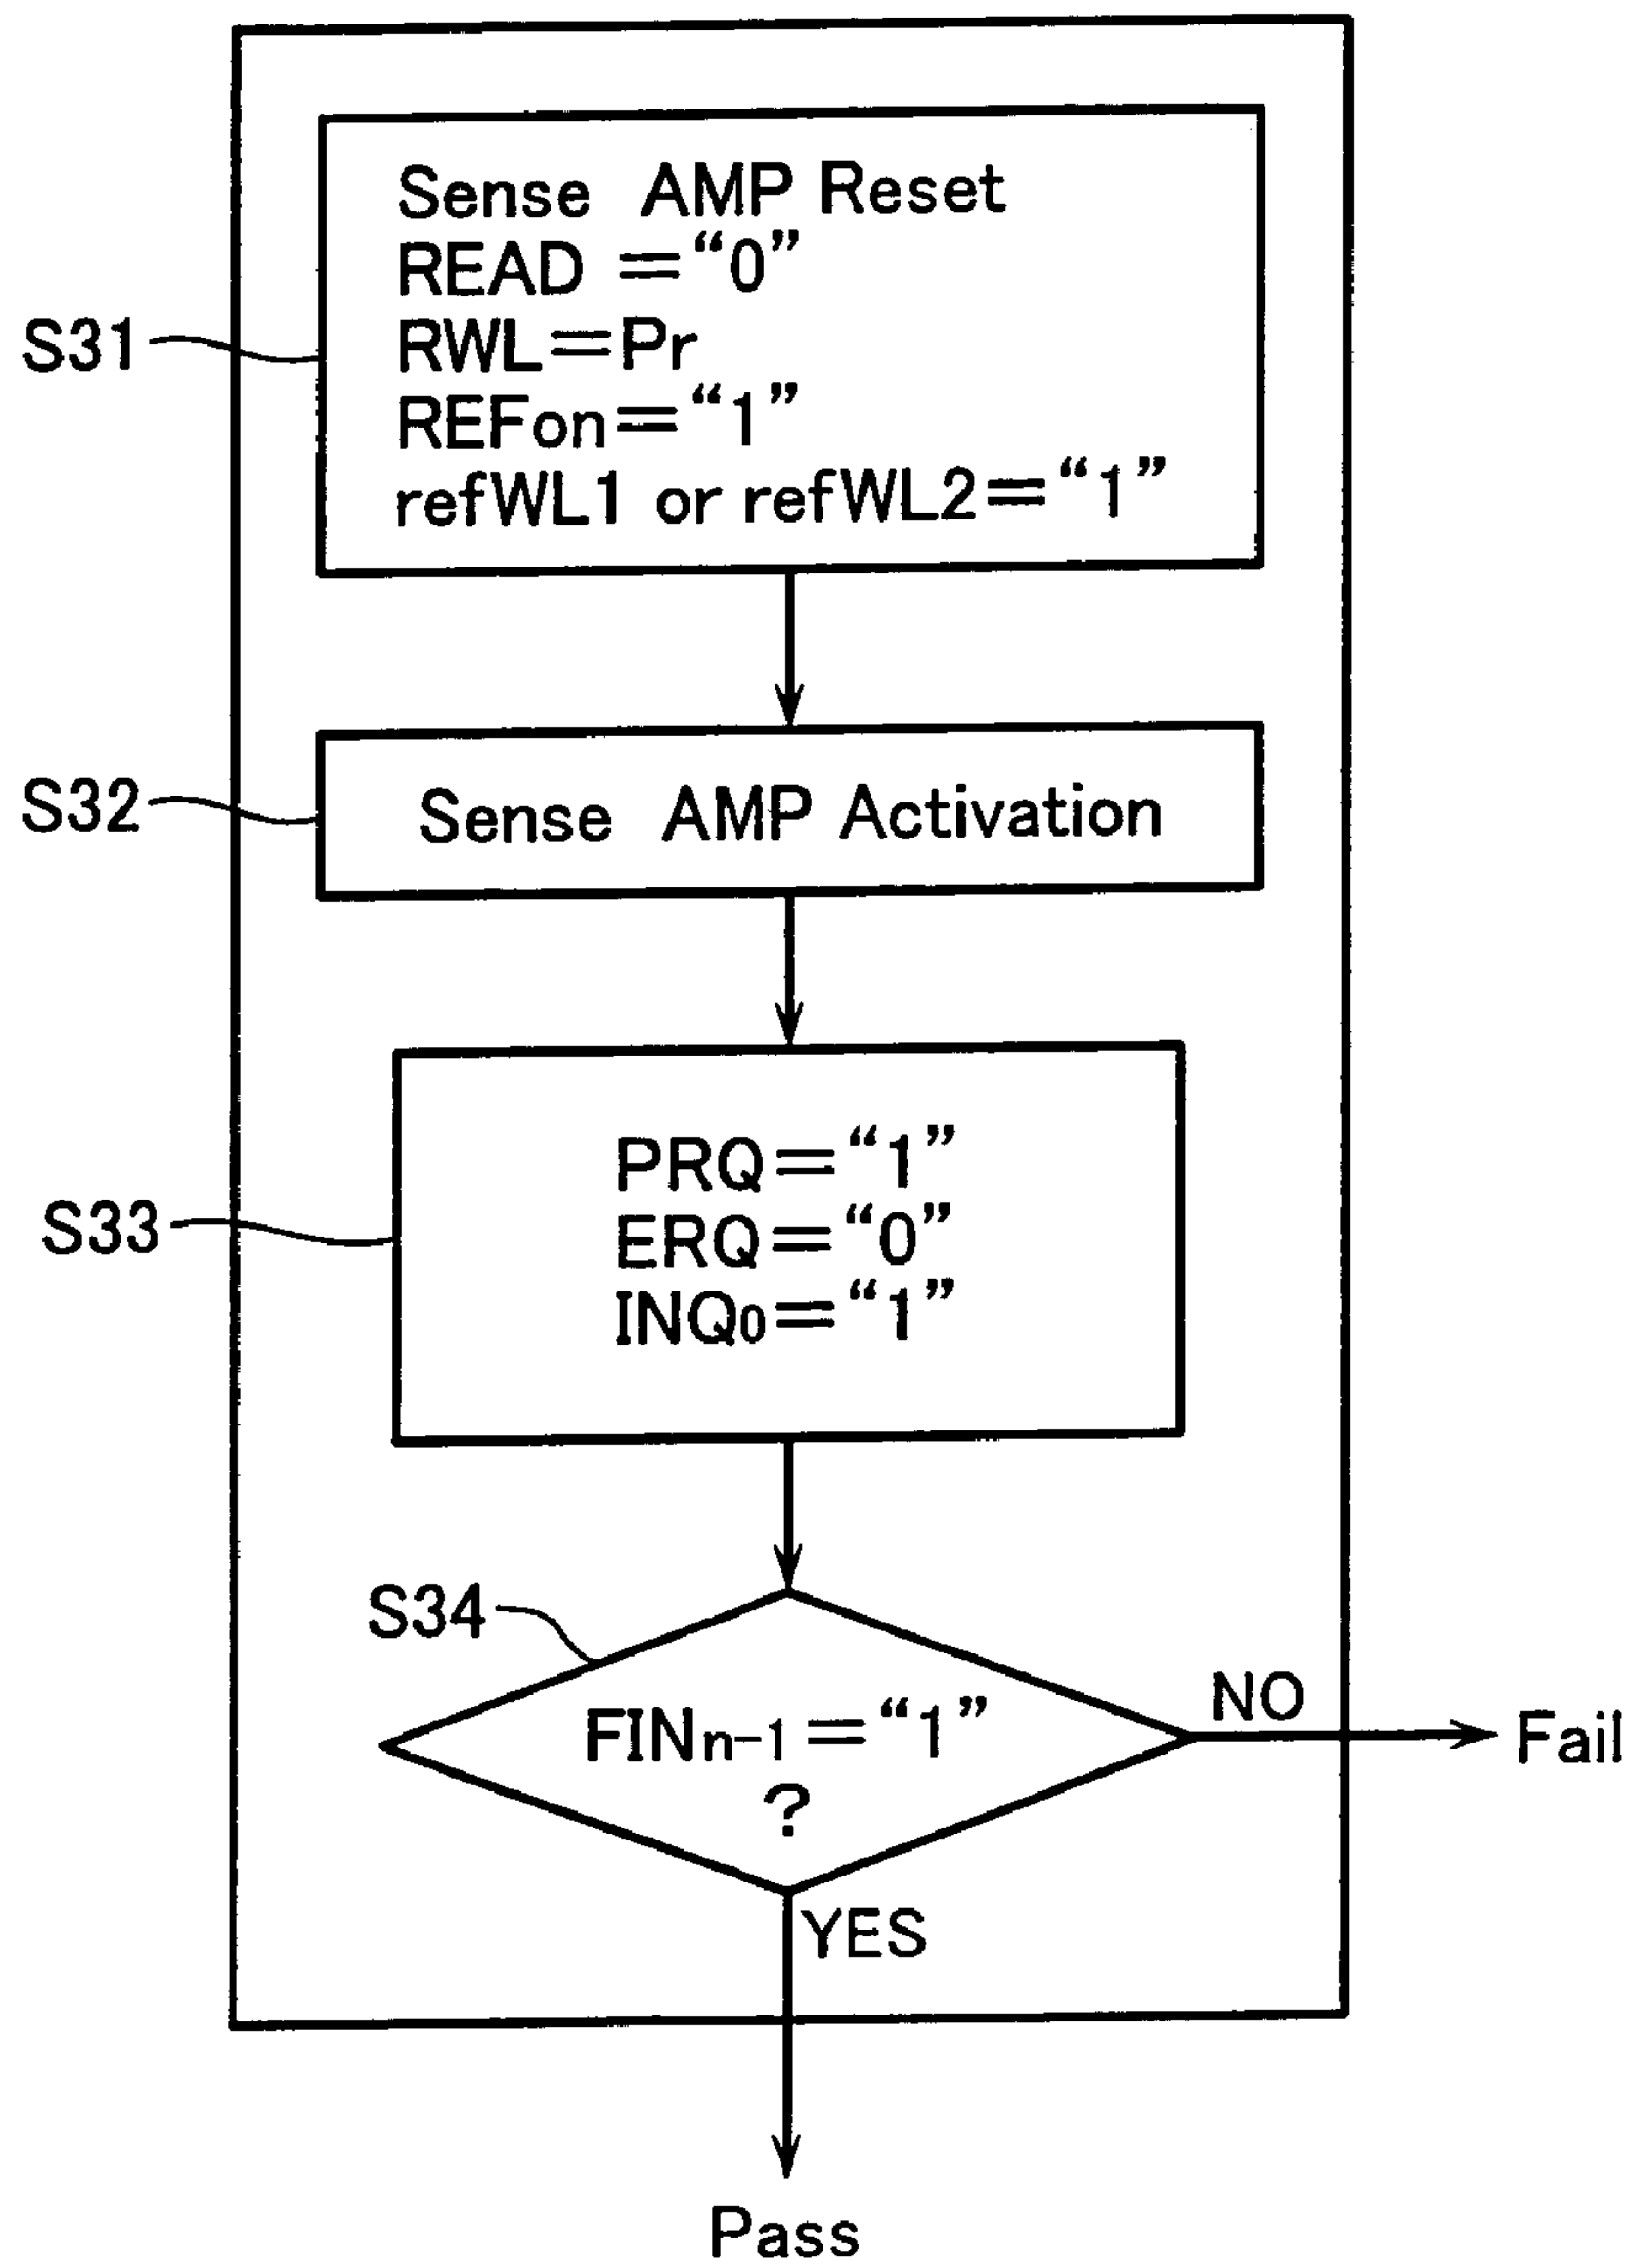 S31
Sense AMP Reset
READ ="0"
RWL=Pr
REFon="1"
refWL1 or refWL2="1"
S32
Sense AMP Activation
S33
PRQ="1"
ERQ="0"
INQ0="1"
S34
FINn-1="1"
?
NO
Fail
YES
Pass